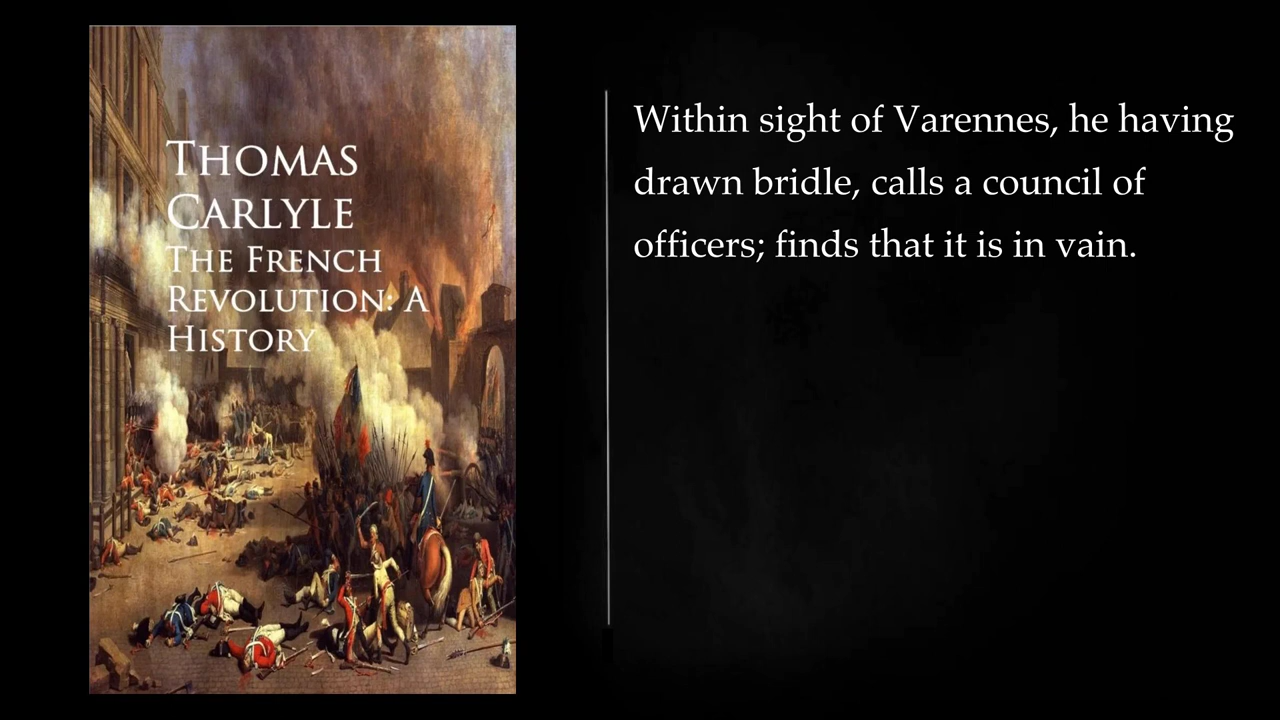 THOMAS
CARLYLE
THE FRENCH
REVOLUTION: A
HISTORY
Within sight of Varennes, he having
drawn bridle, calls a council of
officers; finds that it is in vain.